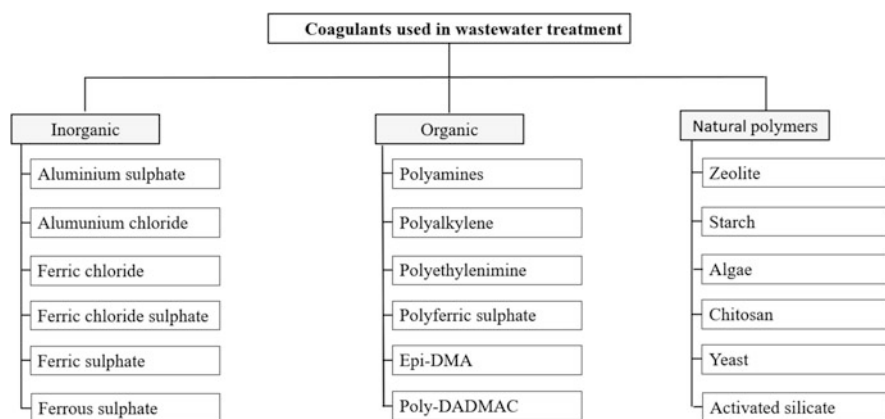 Coagulants used in wastewater treatment
Inorganic
Aluminium sulphate
Alumunium chloride
Ferric chloride
Ferric chloride sulphate
Ferric sulphate
Ferrous sulphate
Organic
Polyamines
Polyalkylene
Polyethylenimine
Polyferric sulphate
Epi-DMA
Poly-DADMAC
Natural polymers
Zeolite
Starch
Algae
Chitosan
Yeast
Activated silicate